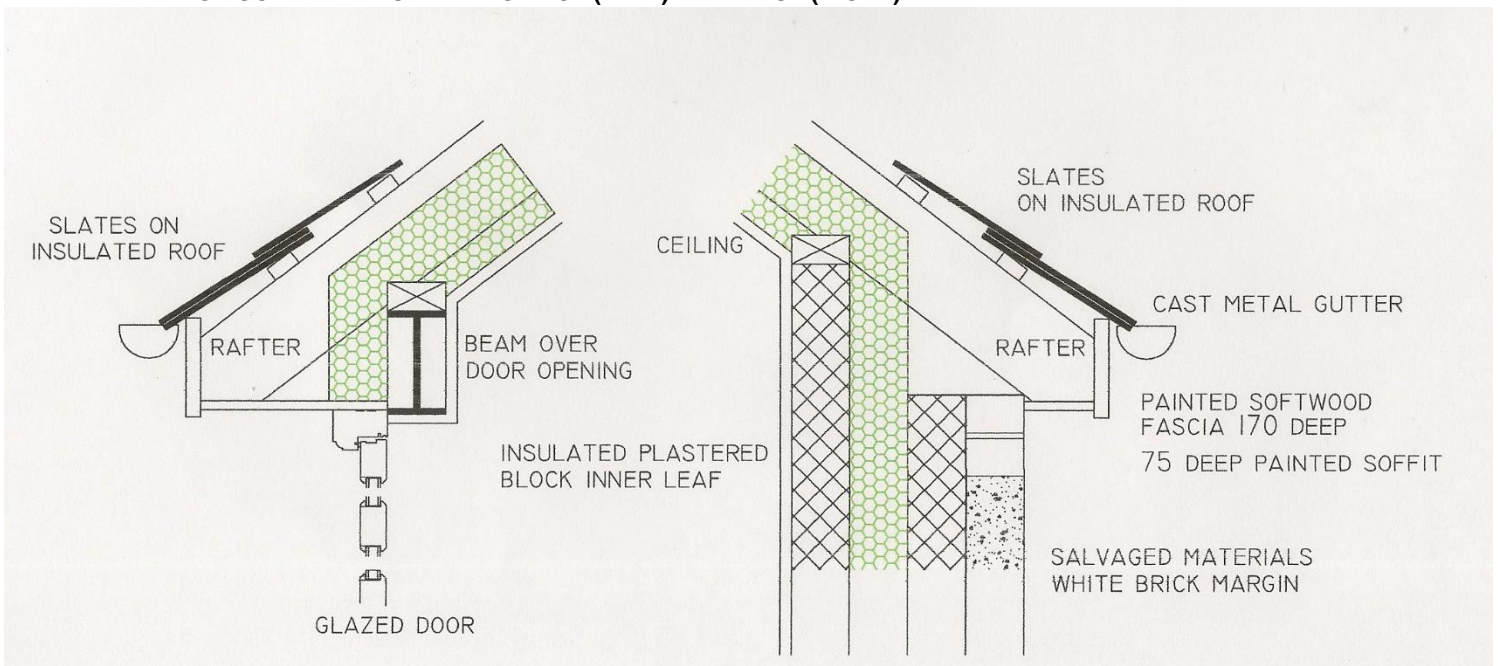 SLATES ON
INSULATED ROOF
RAFTER
BEAM OVER
DOOR OPENING
GLAZED DOOR
CEILING
INSULATED PLASTERED
BLOCK INNER LEAF
SLATES
ON INSULATED ROOF
CAST METAL GUTTER
RAFTER
PAINTED SOFTWOOD
FASCIA 170 DEEP
75 DEEP PAINTED SOFFIT
SALVAGED MATERIALS
WHITE BRICK MARGIN